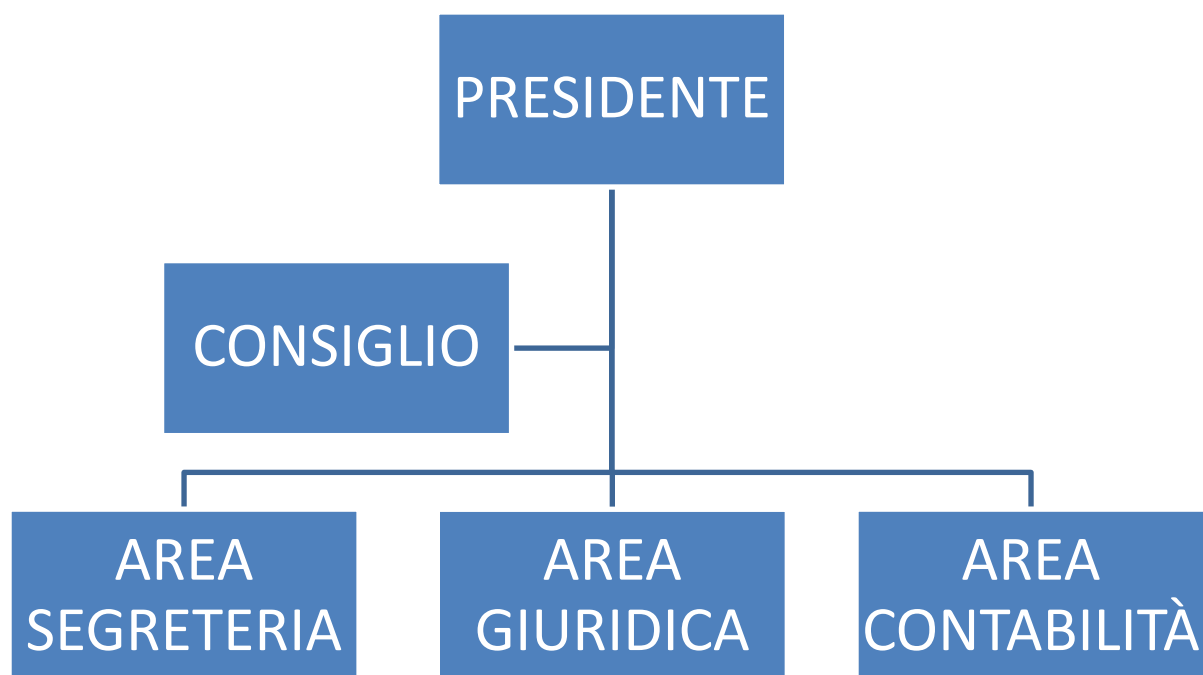 PRESIDENTE
CONSIGLIO
AREA
SEGRETERIA
AREA
GIURIDICA
AREA
CONTABILITÀ